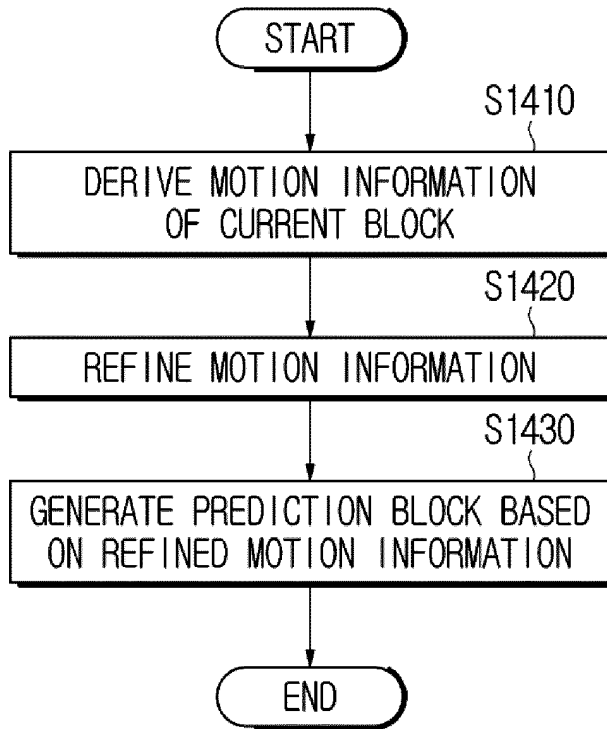 START
S1410
DERIVE MOTION INFORMATION
OF CURRENT BLOCK
S1420
REFINE MOTION INFORMATION
S1430
GENERATE PREDICTION BLOCK BASED
ON REFINED MOTION INFORMATION
END